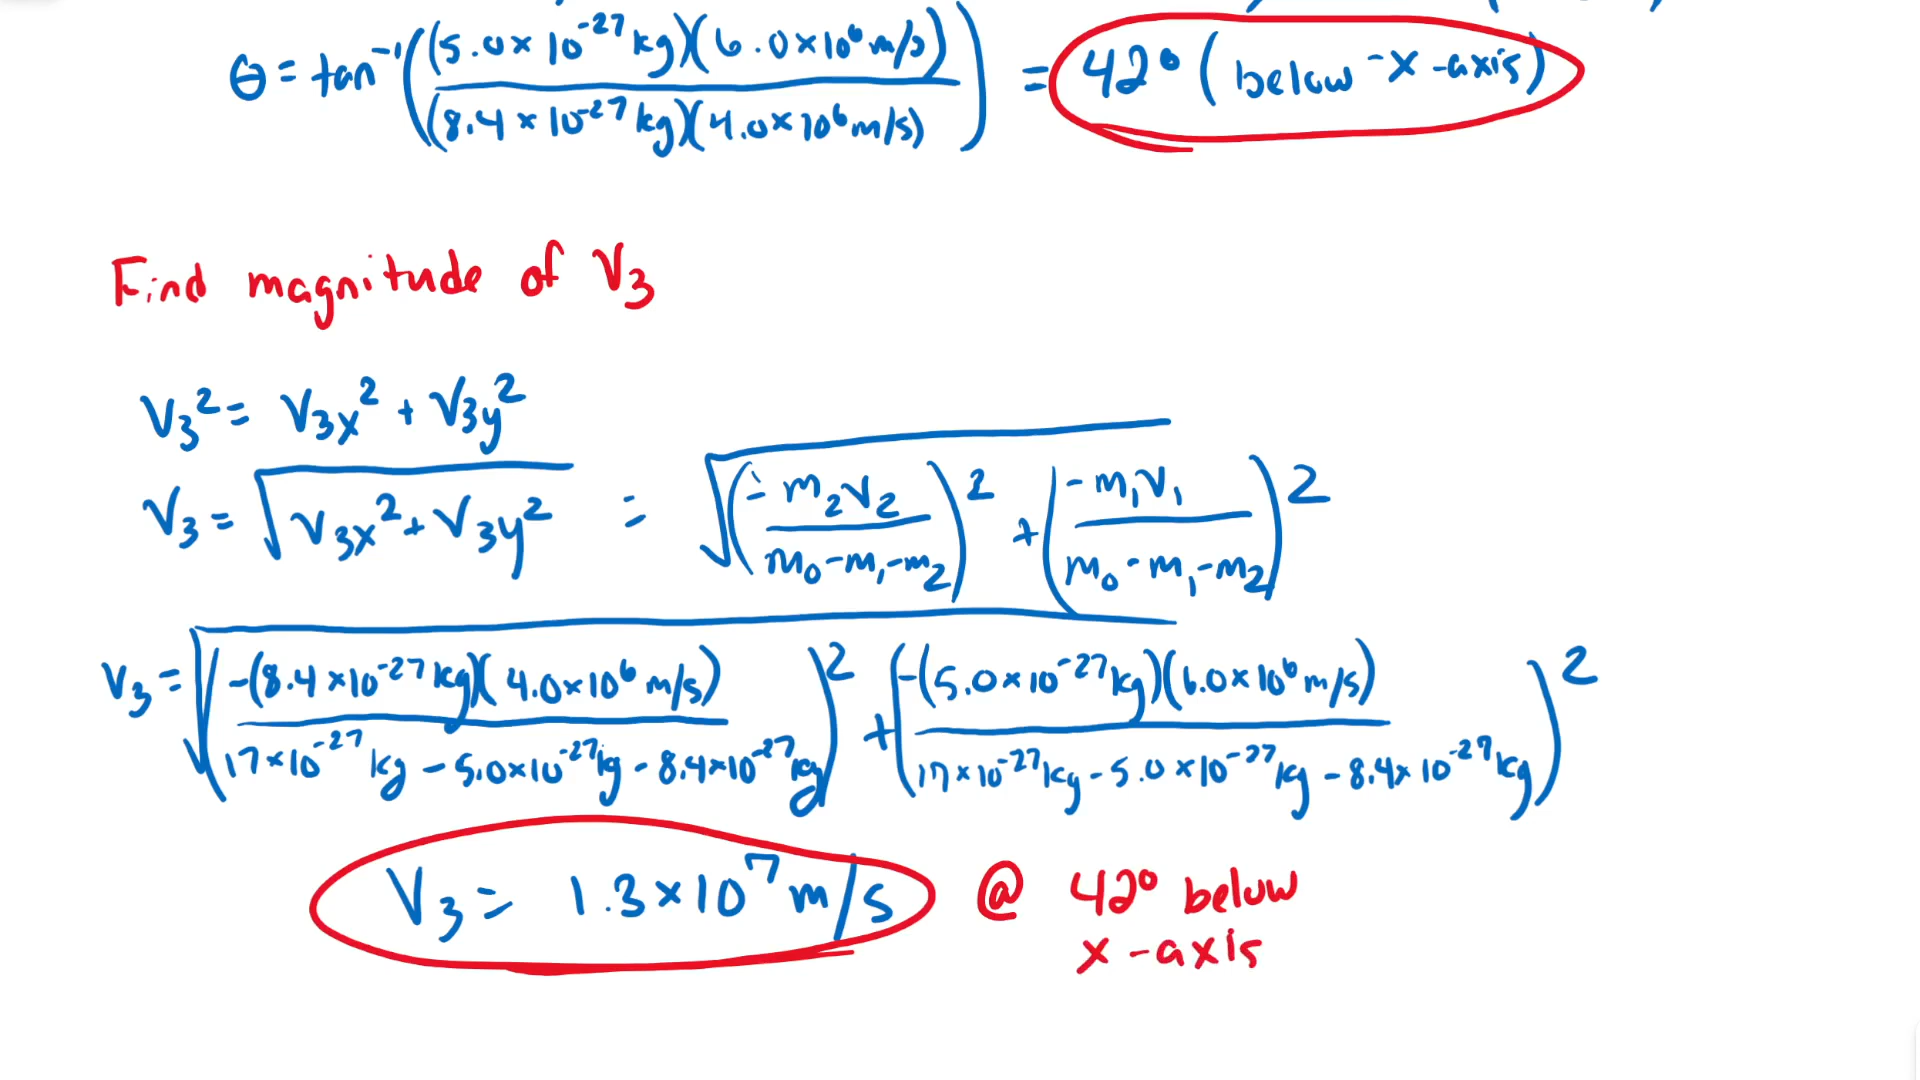 θ = tan⁻¹ ( (5.0 × 10⁻²⁷ kg)(6.0 × 10⁶ m/s) / (8.4 × 10⁻²⁷ kg)(4.0 × 10⁶ m/s) ) = 42° ( below -x-axis)
Find magnitude of V₃
V₃² = V₃x² + V₃y²
V₃ = √(V₃x² + V₃y²) = √( ( -m₂V₂ / m₀-m₁-m₂ )² + ( -m₁V₁ / m₀-m₁-m₂ )² )
V₃ = √( ( -(8.4 × 10⁻²⁷ kg)(4.0 × 10⁶ m/s) / 17 × 10⁻²⁷ kg - 5.0 × 10⁻²⁷ kg - 8.4 × 10⁻²⁷ kg )² + ( -(5.0 × 10⁻²⁷ kg)(6.0 × 10⁶ m/s) / 17 × 10⁻²⁷ kg - 5.0 × 10⁻²⁷ kg - 8.4 × 10⁻²⁷ kg )² )
V₃ = 1.3 × 10⁷ m/s @ 42° below
x-axis